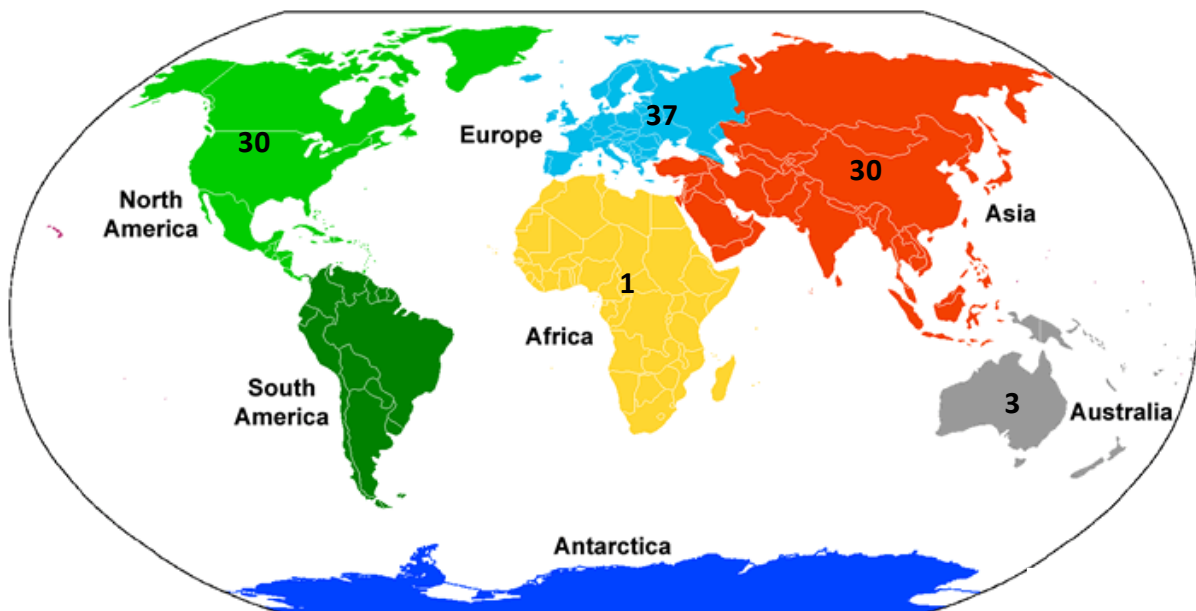 37
30
Europe
30
North
America
Asia
1
Africa
South
America
3
Australia
Antarctica